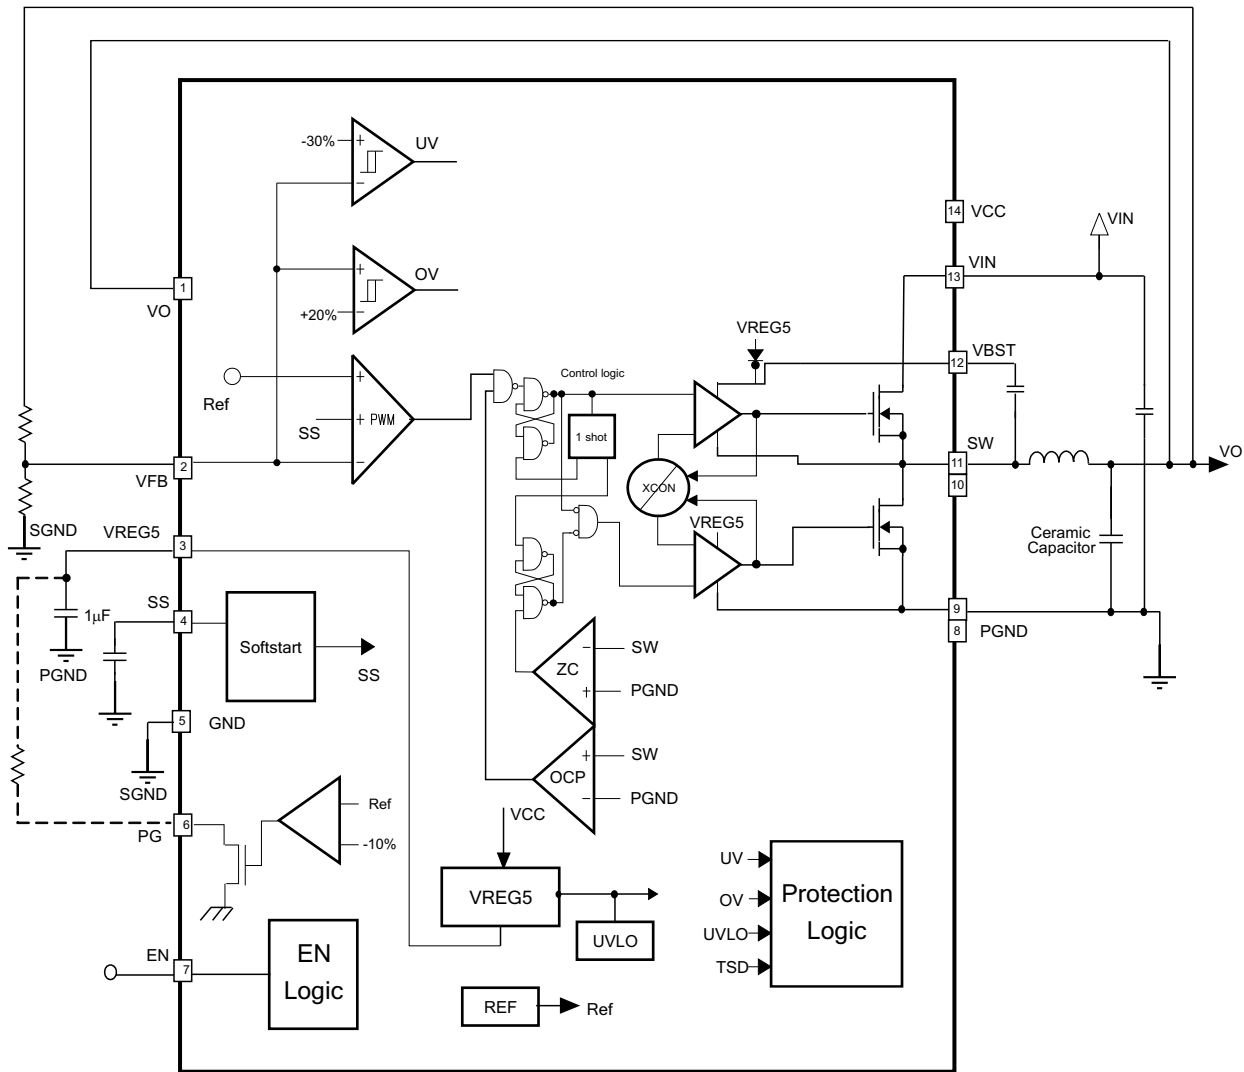 -30%
+
UV
−
14
VCC
VIN
+
OV
1
VO
+20%
−
13
VIN
VREG5
VBST
12
Ref
+
SS
+
PWM
−
Control logic
1 shot
2
VFB
SW
11
10
VO
XCON
SGND
VREG5
3
VREG5
Ceramic
Capacitor
SS
1μF
4
Softstart
SS
PGND
9
8
PGND
−
SW
ZC
+
PGND
5
GND
SGND
+
SW
OCP
−
PGND
PG
6
Ref
-10%
VCC
VREG5
UVLO
UV
OV
UVLO
TSD
Protection
Logic
EN
7
EN
Logic
REF
Ref